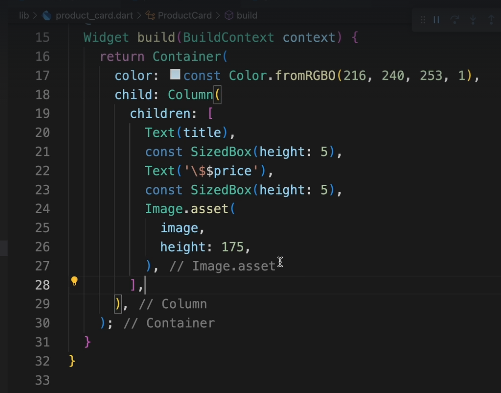 lib > product_card.dart > ProductCard > build
15 Widget build(BuildContext context) {
16 return Container(
17 color: const Color.fromRGBO(216, 240, 253, 1),
18 child: Column(
19 children: [
20 Text(title),
21 const SizedBox(height: 5),
22 Text('\$$price'),
23 const SizedBox(height: 5),
24 Image.asset(
25 image,
26 height: 175,
27 ), // Image.asset
28 ],
29 ), // Column
30 ); // Container
31 }
32 }
33